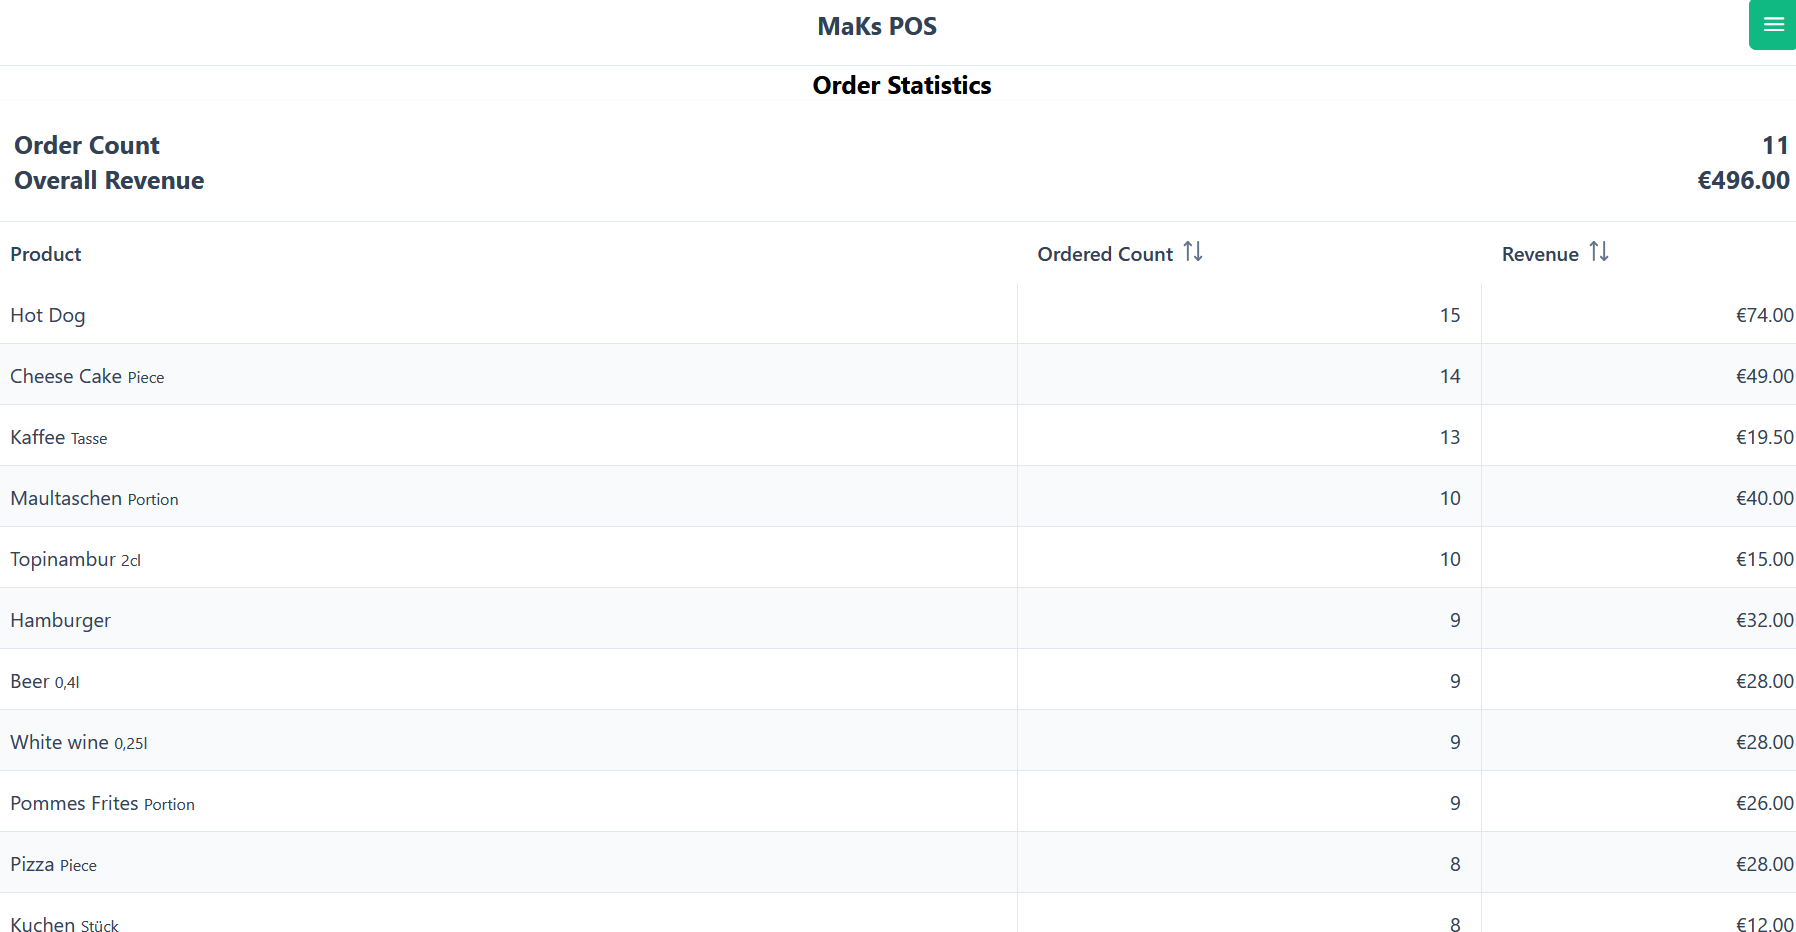 MaKs POS
Order Statistics
Order Count 11
Overall Revenue €496.00
Product Ordered Count Revenue
Hot Dog 15 €74.00
Cheese Cake Piece 14 €49.00
Kaffee Tasse 13 €19.50
Maultaschen Portion 10 €40.00
Topinambur 2cl 10 €15.00
Hamburger 9 €32.00
Beer 0,4l 9 €28.00
White wine 0,25l 9 €28.00
Pommes Frites Portion 9 €26.00
Pizza Piece 8 €28.00
Kuchen Stück 8 €12.00